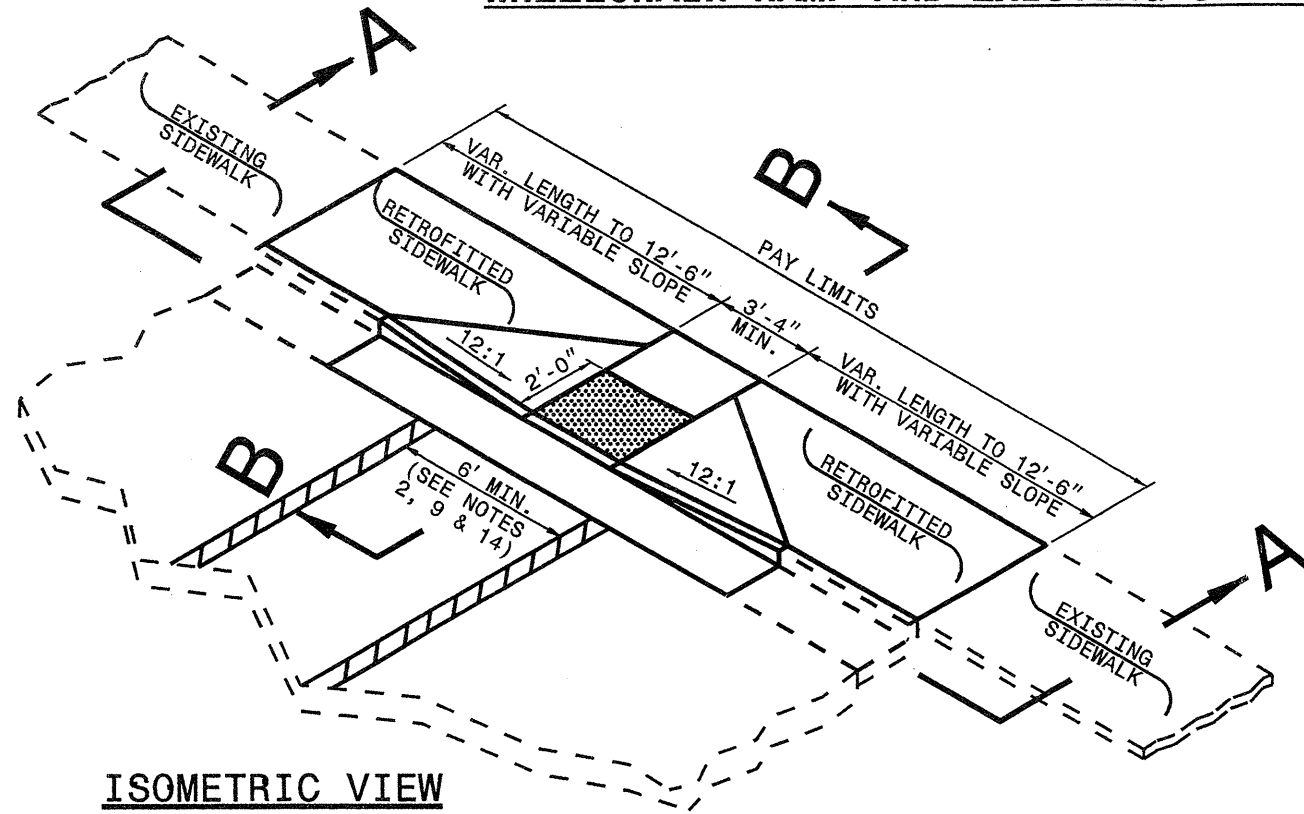 A
EXISTING
SIDEWALK
VAR. LENGTH TO 12'-6"
WITH VARIABLE SLOPE
B
PAY LIMITS
RETROFITTED
SIDEWALK
3'-4"
MIN.
12:1
2'-0"
VAR. LENGTH TO 12'-6"
WITH VARIABLE SLOPE
B
6' MIN.
(SEE NOTES
2, 9 & 14)
12:1
RETROFITTED
SIDEWALK
A
EXISTING
SIDEWALK
ISOMETRIC VIEW